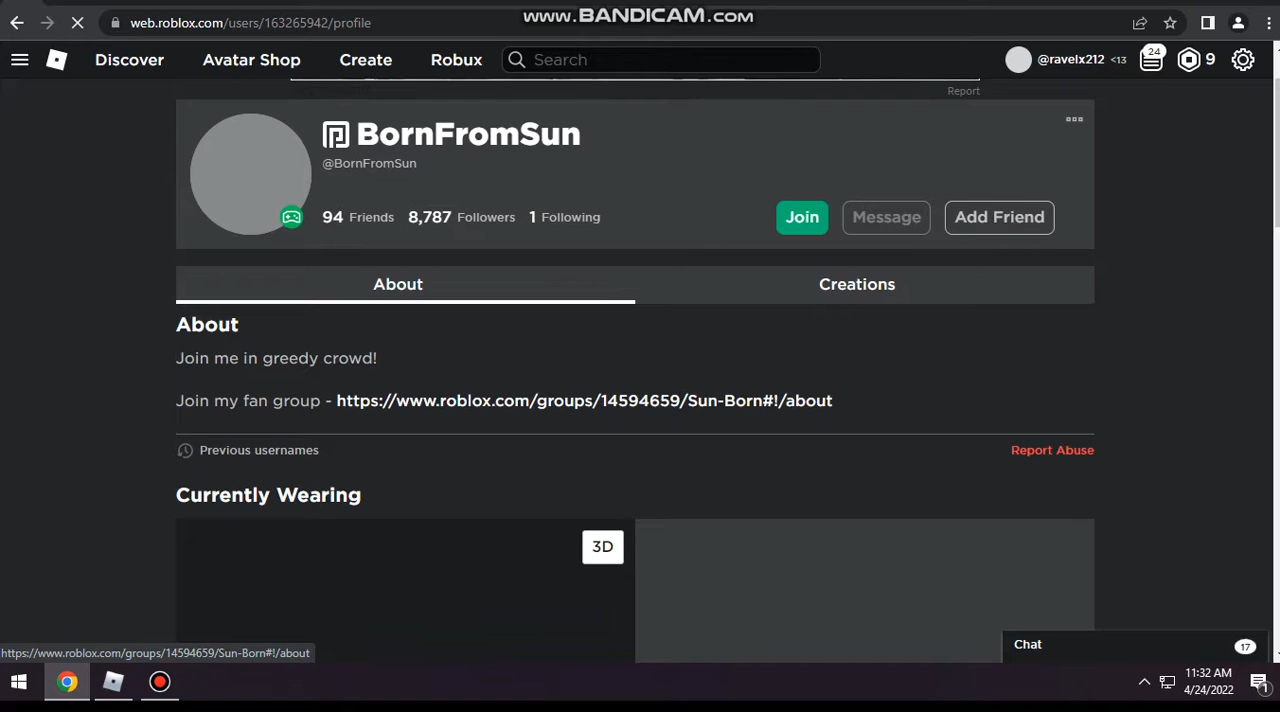 www.BANDICAM.com
web.roblox.com/users/163265942/profile
Discover Avatar Shop Create Robux Search @ravelx212 <13 24 9
Report
BornFromSun
@BornFromSun
94 Friends 8,787 Followers 1 Following Join Message Add Friend
About Creations
About
Join me in greedy crowd!
Join my fan group - https://www.roblox.com/groups/14594659/Sun-Born#!/about
Previous usernames Report Abuse
Currently Wearing
3D
Chat 17
https://www.roblox.com/groups/14594659/Sun-Born#!/about
11:32 AM
4/24/2022 1